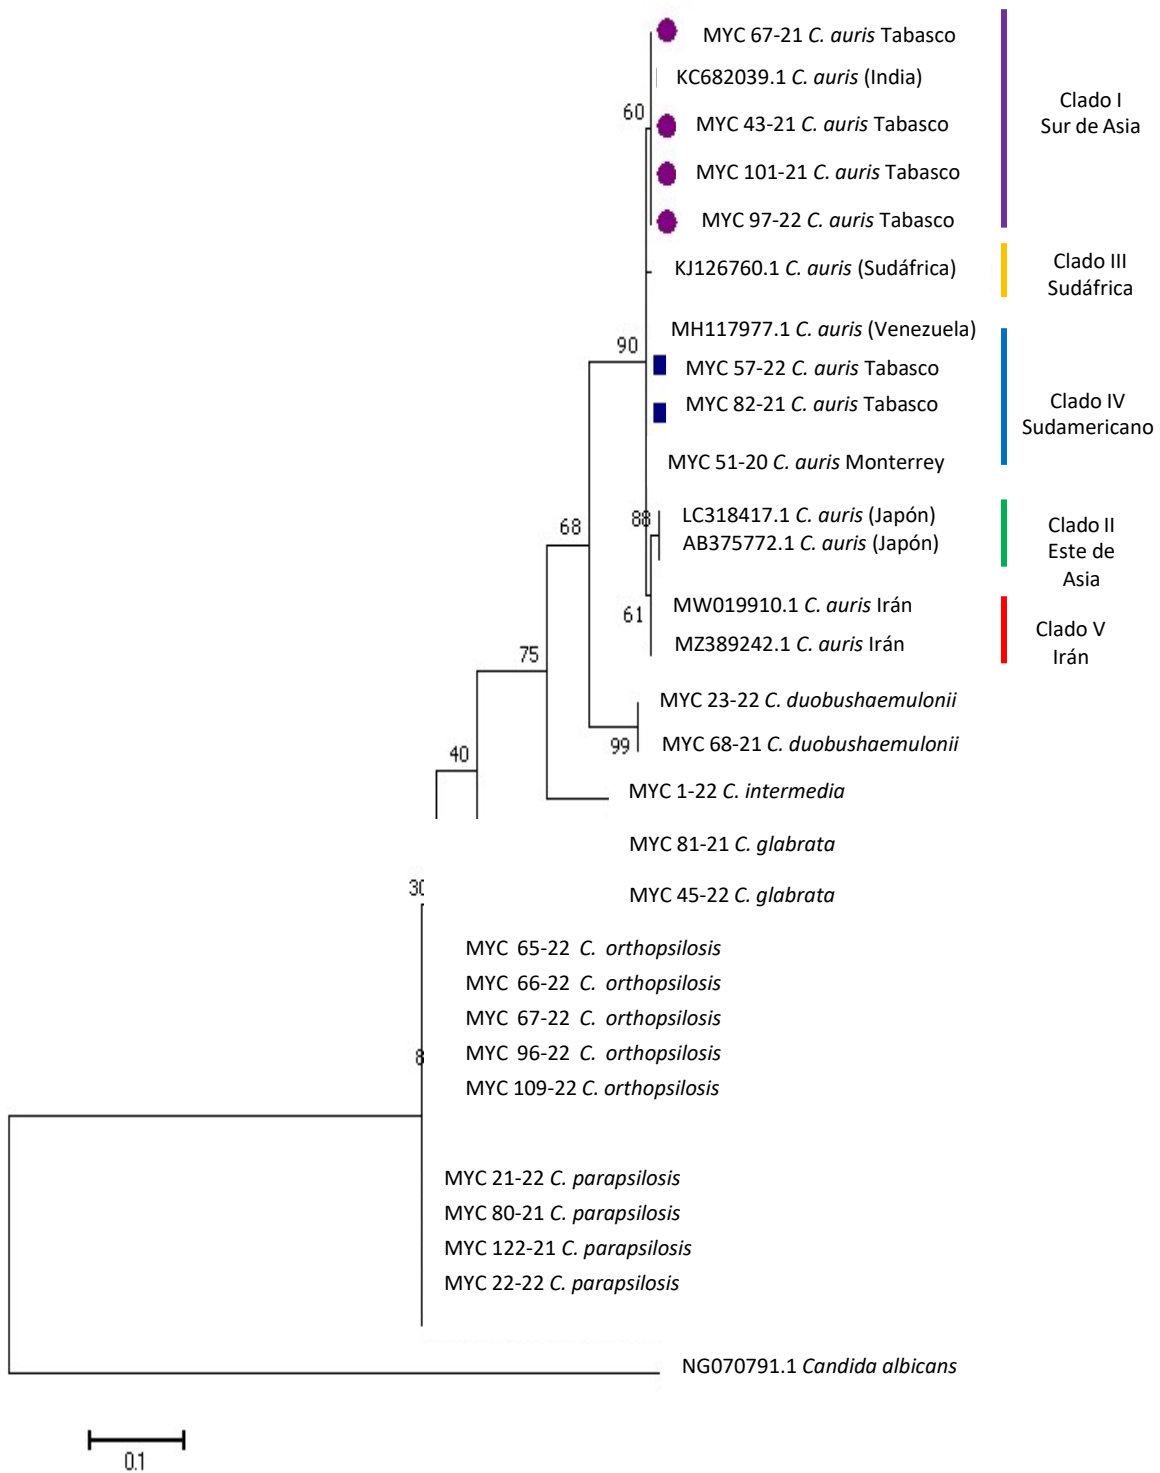 MYC 67-21 C. auris Tabasco
KC682039.1 C. auris (India)
60
MYC 43-21 C. auris Tabasco
MYC 101-21 C. auris Tabasco
MYC 97-22 C. auris Tabasco
Clado I
Sur de Asia
KJ126760.1 C. auris (Sudáfrica)
Clado III
Sudáfrica
MH117977.1 C. auris (Venezuela)
90
MYC 57-22 C. auris Tabasco
MYC 82-21 C. auris Tabasco
MYC 51-20 C. auris Monterrey
Clado IV
Sudamericano
88
LC318417.1 C. auris (Japón)
AB375772.1 C. auris (Japón)
Clado II
Este de
Asia
68
MW019910.1 C. auris Irán
61
MZ389242.1 C. auris Irán
Clado V
Irán
75
MYC 23-22 C. duobushaemulonii
99
MYC 68-21 C. duobushaemulonii
40
MYC 1-22 C. intermedia
MYC 81-21 C. glabrata
30
MYC 45-22 C. glabrata
MYC 65-22 C. orthopsilosis
MYC 66-22 C. orthopsilosis
MYC 67-22 C. orthopsilosis
8
MYC 96-22 C. orthopsilosis
MYC 109-22 C. orthopsilosis
MYC 21-22 C. parapsilosis
MYC 80-21 C. parapsilosis
MYC 122-21 C. parapsilosis
MYC 22-22 C. parapsilosis
NG070791.1 Candida albicans
0.1